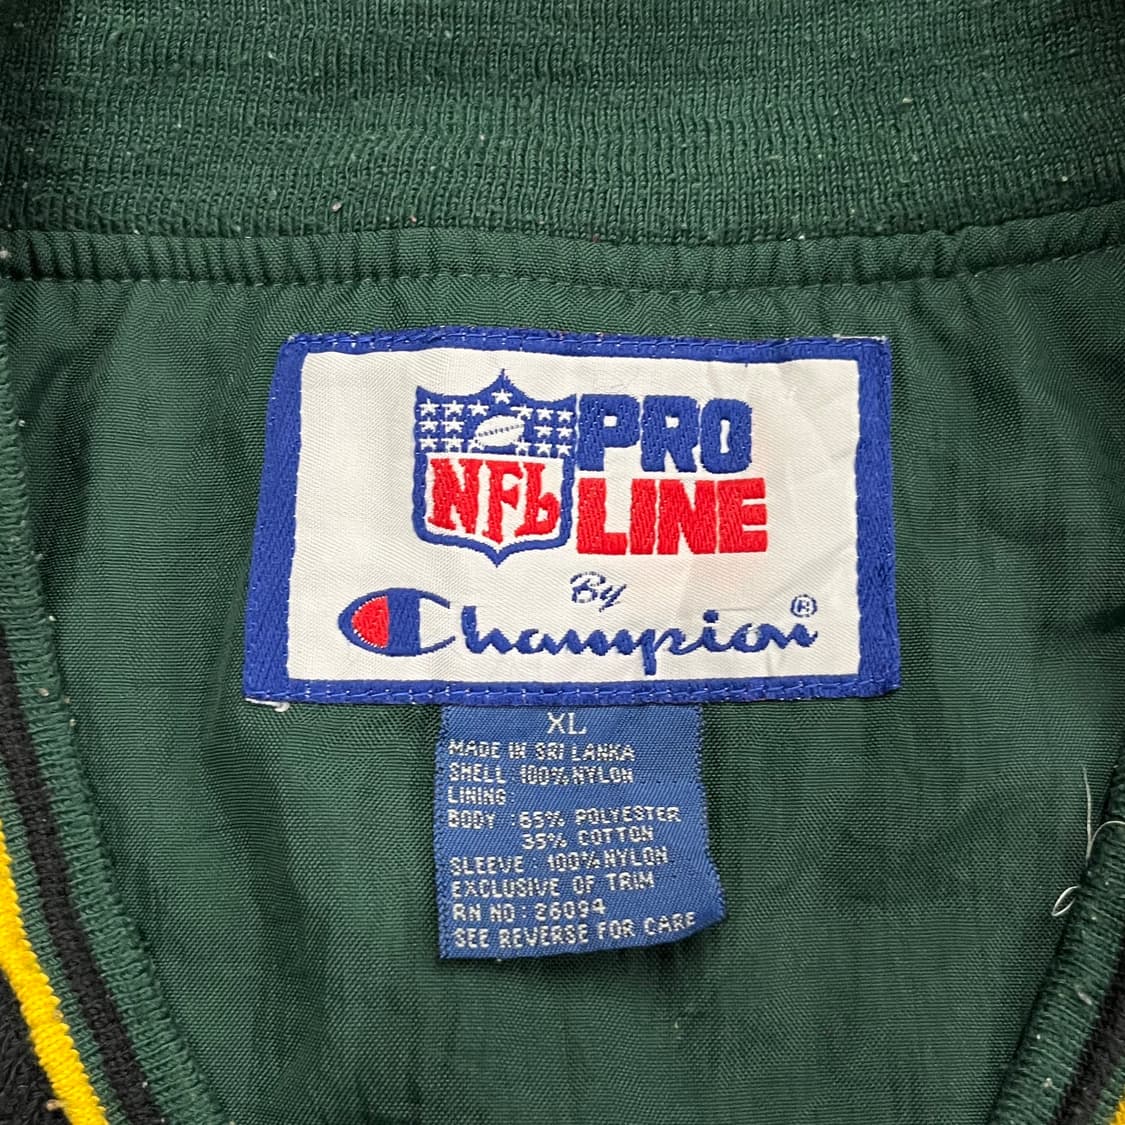 NFL PRO
LINE
By
Champion®
XL
MADE IN SRI LANKA
SHELL 100% NYLON
LINING
BODY : 65% POLYESTER
35% COTTON
SLEEVE : 100% NYLON
EXCLUSIVE OF TRIM
RN NO : 26094
SEE REVERSE FOR CARE